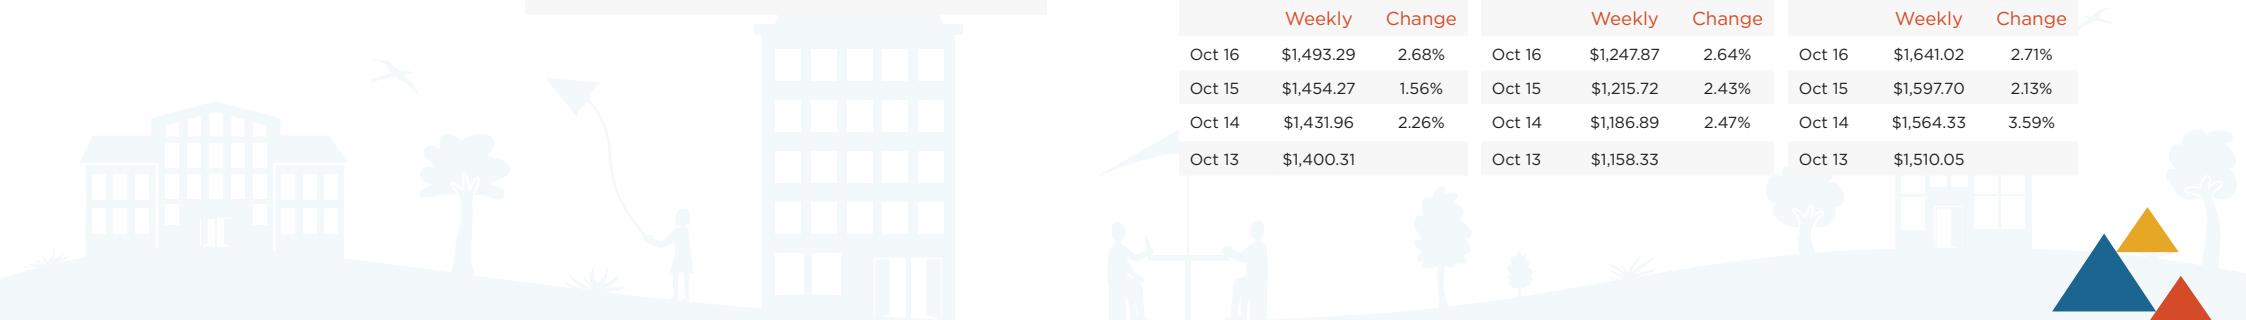 Weekly Change Weekly Change Weekly Change
Oct 16 $1,493.29 2.68% Oct 16 $1,247.87 2.64% Oct 16 $1,641.02 2.71%
Oct 15 $1,454.27 1.56% Oct 15 $1,215.72 2.43% Oct 15 $1,597.70 2.13%
Oct 14 $1,431.96 2.26% Oct 14 $1,186.89 2.47% Oct 14 $1,564.33 3.59%
Oct 13 $1,400.31 Oct 13 $1,158.33 Oct 13 $1,510.05